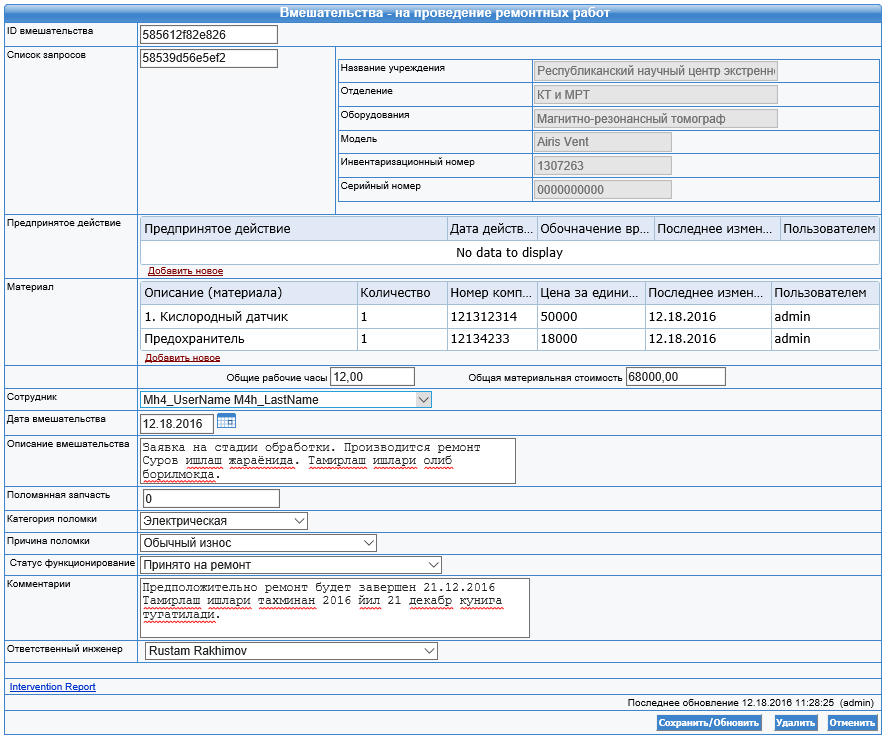 Вмешательства - на проведение ремонтных работ
ID вмешательства 585612f82e826
Список запросов 58539d56e5ef2
Название учреждения Республиканский научный центр экстренн
Отделение КТ и МРТ
Оборудования Магнитно-резонансный томограф
Модель Airis Vent
Инвентаризационный номер 1307263
Серийный номер 0000000000
Предпринятое действие
Предпринятое действие Дата действ... Обочначение вр... Последнее измен... Пользователем
No data to display
Добавить новое
Материал
Описание (материала) Количество Номер комп... Цена за едини... Последнее измен... Пользователем
1. Кислородный датчик 1 121312314 50000 12.18.2016 admin
Предохранитель 1 12134233 18000 12.18.2016 admin
Добавить новое
Общие рабочие часы 12,00 Общая материальная стоимость 68000,00
Сотрудник Mh4_UserName M4h_LastName
Дата вмешательства 12.18.2016
Описание вмешательства Заявка на стадии обработки. Производится ремонт
Суров ишлаш жараёнида. Тамирлаш ишлари олиб
борилмокда.
Поломанная запчасть 0
Категория поломки Электрическая
Причина поломки Обычный износ
Статус функционирование Принято на ремонт
Комментарии Предположительно ремонт будет завершен 21.12.2016
Тамирлаш ишлари тахминан 2016 йил 21 декабр кунига
тугатилади.
Ответственный инженер Rustam Rakhimov
Intervention Report
Последнее обновление 12.18.2016 11:28:25 (admin)
Сохранить/Обновить Удалить Отменить